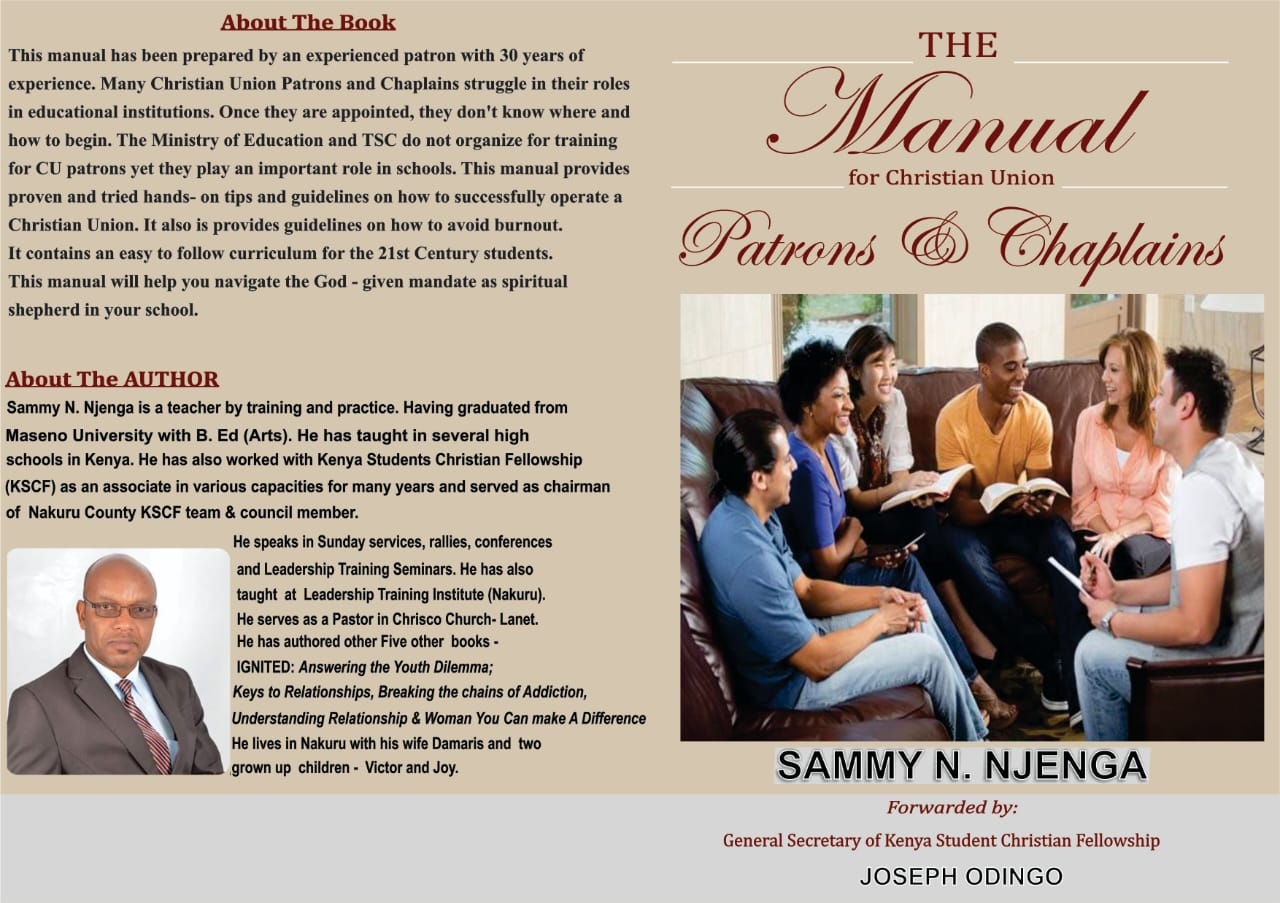 About The Book
This manual has been prepared by an experienced patron with 30 years of
experience. Many Christian Union Patrons and Chaplains struggle in their roles
in educational institutions. Once they are appointed, they don't know where and
how to begin. The Ministry of Education and TSC do not organize for training
for CU patrons yet they play an important role in schools. This manual provides
proven and tried hands- on tips and guidelines on how to successfully operate a
Christian Union. It also is provides guidelines on how to avoid burnout.
It contains an easy to follow curriculum for the 21st Century students.
This manual will help you navigate the God - given mandate as spiritual
shepherd in your school.
About The AUTHOR
Sammy N. Njenga is a teacher by training and practice. Having graduated from
Maseno University with B. Ed (Arts). He has taught in several high
schools in Kenya. He has also worked with Kenya Students Christian Fellowship
(KSCF) as an associate in various capacities for many years and served as chairman
of Nakuru County KSCF team & council member.
He speaks in Sunday services, rallies, conferences
and Leadership Training Seminars. He has also
taught at Leadership Training Institute (Nakuru).
He serves as a Pastor in Chrisco Church- Lanet.
He has authored other Five other books -
IGNITED: Answering the Youth Dilemma;
Keys to Relationships, Breaking the chains of Addiction,
Understanding Relationship & Woman You Can make A Difference
He lives in Nakuru with his wife Damaris and two
grown up children - Victor and Joy.
THE
Manual
for Christian Union
Patrons & Chaplains
SAMMY N. NJENGA
Forwarded by:
General Secretary of Kenya Student Christian Fellowship
JOSEPH ODINGO